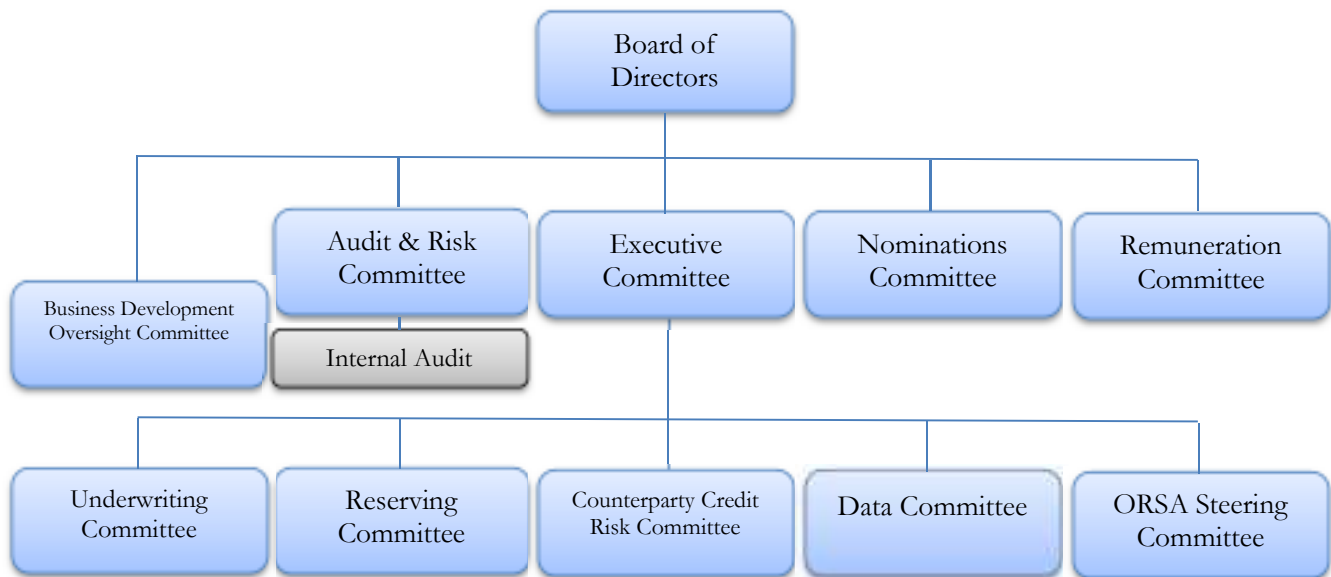 Board of
Directors
Audit & Risk
Committee
Executive
Committee
Nominations
Committee
Remuneration
Committee
Business Development
Oversight Committee
Internal Audit
Underwriting
Committee
Reserving
Committee
Counterparty Credit
Risk Committee
Data Committee
ORSA Steering
Committee